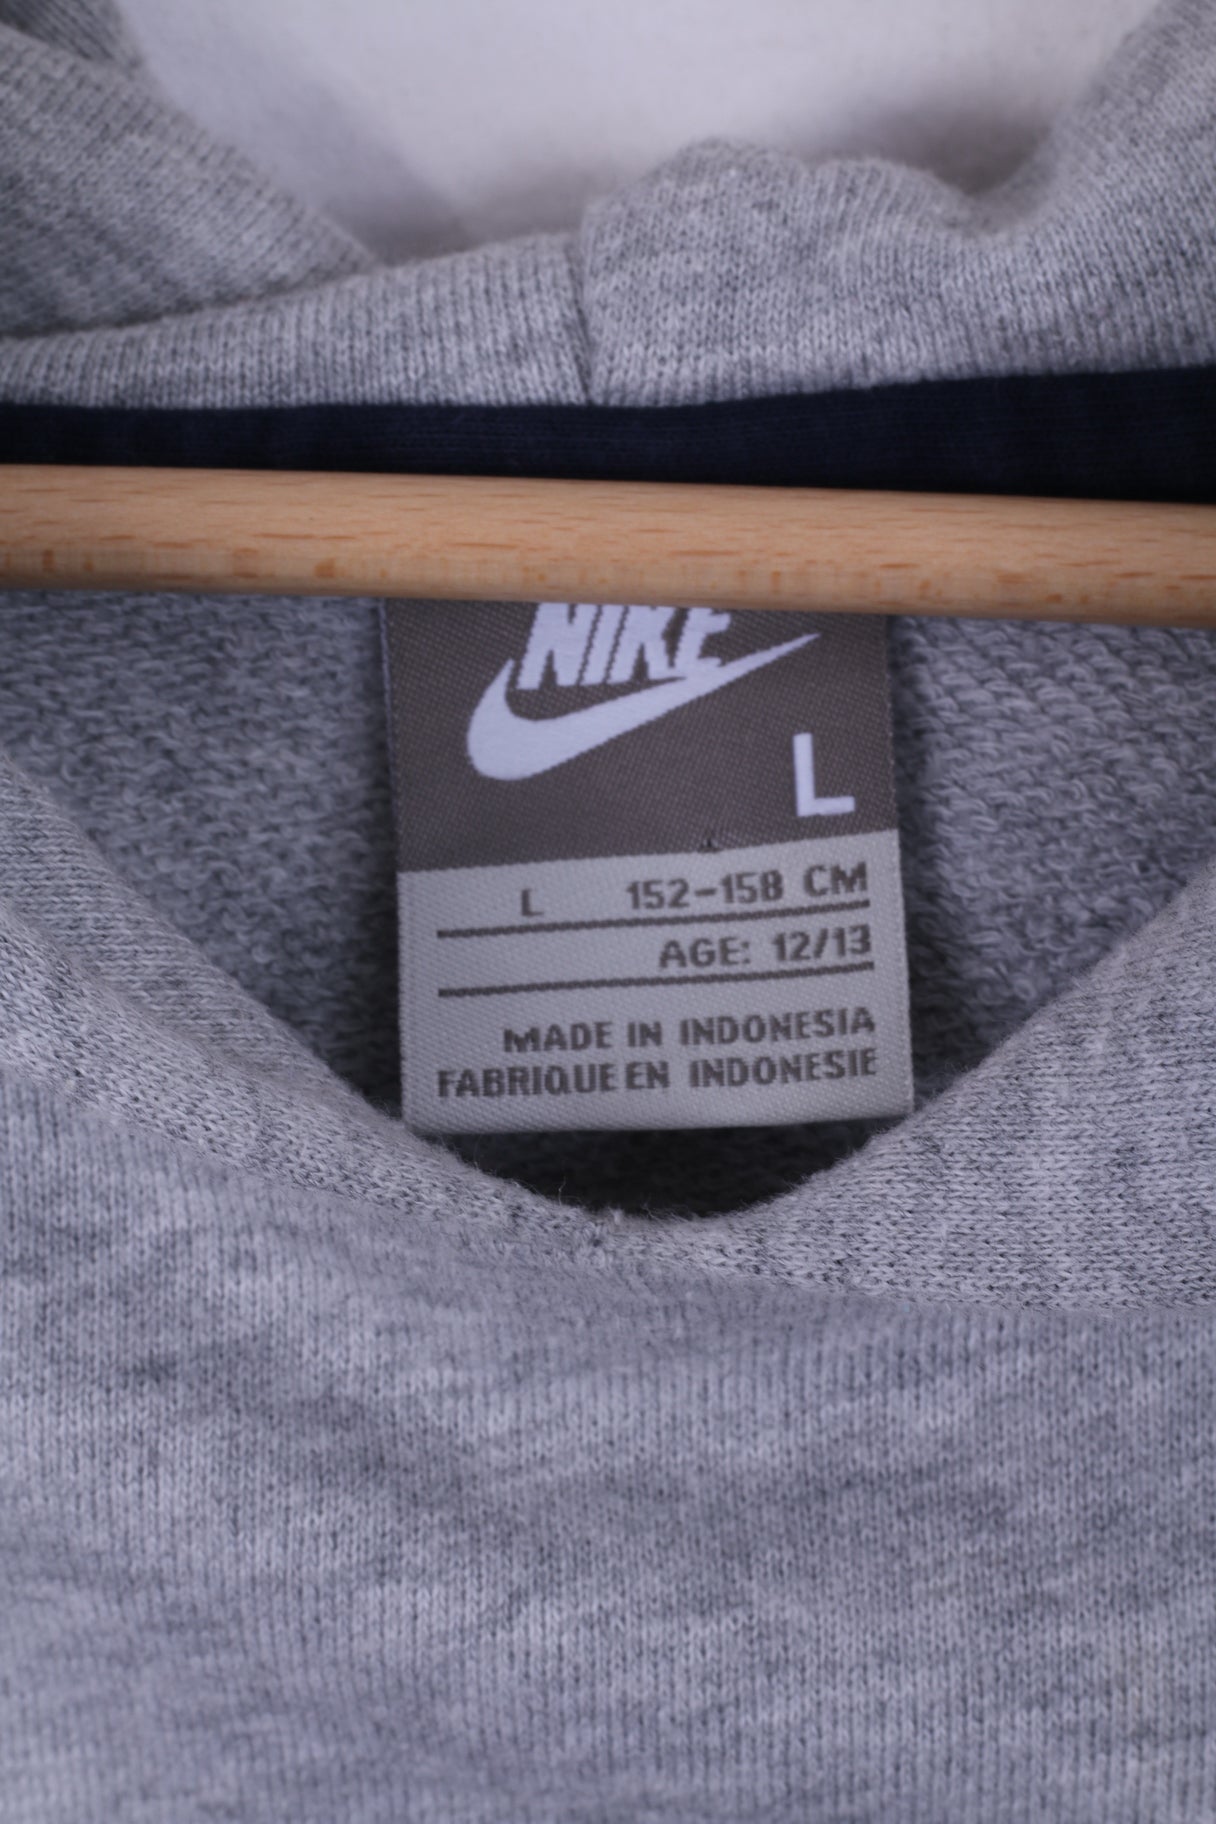 NIKE
L
L 152-158 CM
AGE: 12/13
MADE IN INDONESIA
FABRIQUE EN INDONESIE